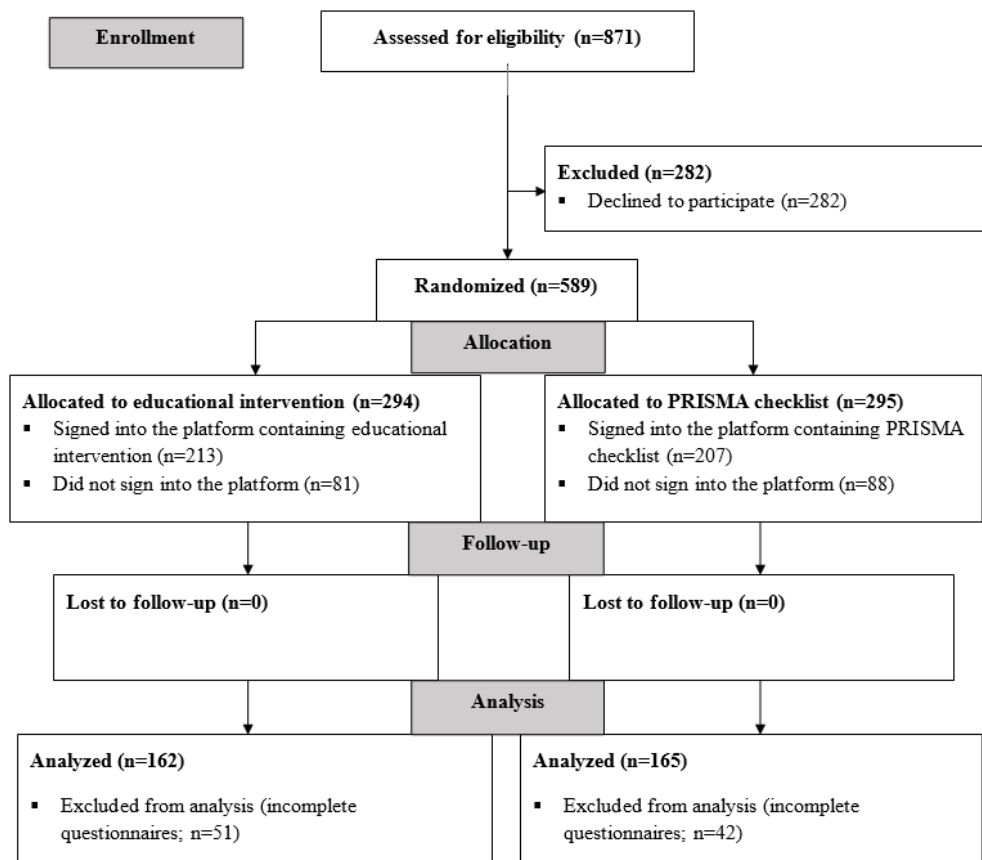 Enrollment
Assessed for eligibility (n=871)
Excluded (n=282)
▪ Declined to participate (n=282)
Randomized (n=589)
Allocation
Allocated to educational intervention (n=294)
▪ Signed into the platform containing educational
intervention (n=213)
▪ Did not sign into the platform (n=81)
Allocated to PRISMA checklist (n=295)
▪ Signed into the platform containing PRISMA
checklist (n=207)
▪ Did not sign into the platform (n=88)
Follow-up
Lost to follow-up (n=0)
Lost to follow-up (n=0)
Analysis
Analyzed (n=162)
▪ Excluded from analysis (incomplete
questionnaires; n=51)
Analyzed (n=165)
▪ Excluded from analysis (incomplete
questionnaires; n=42)